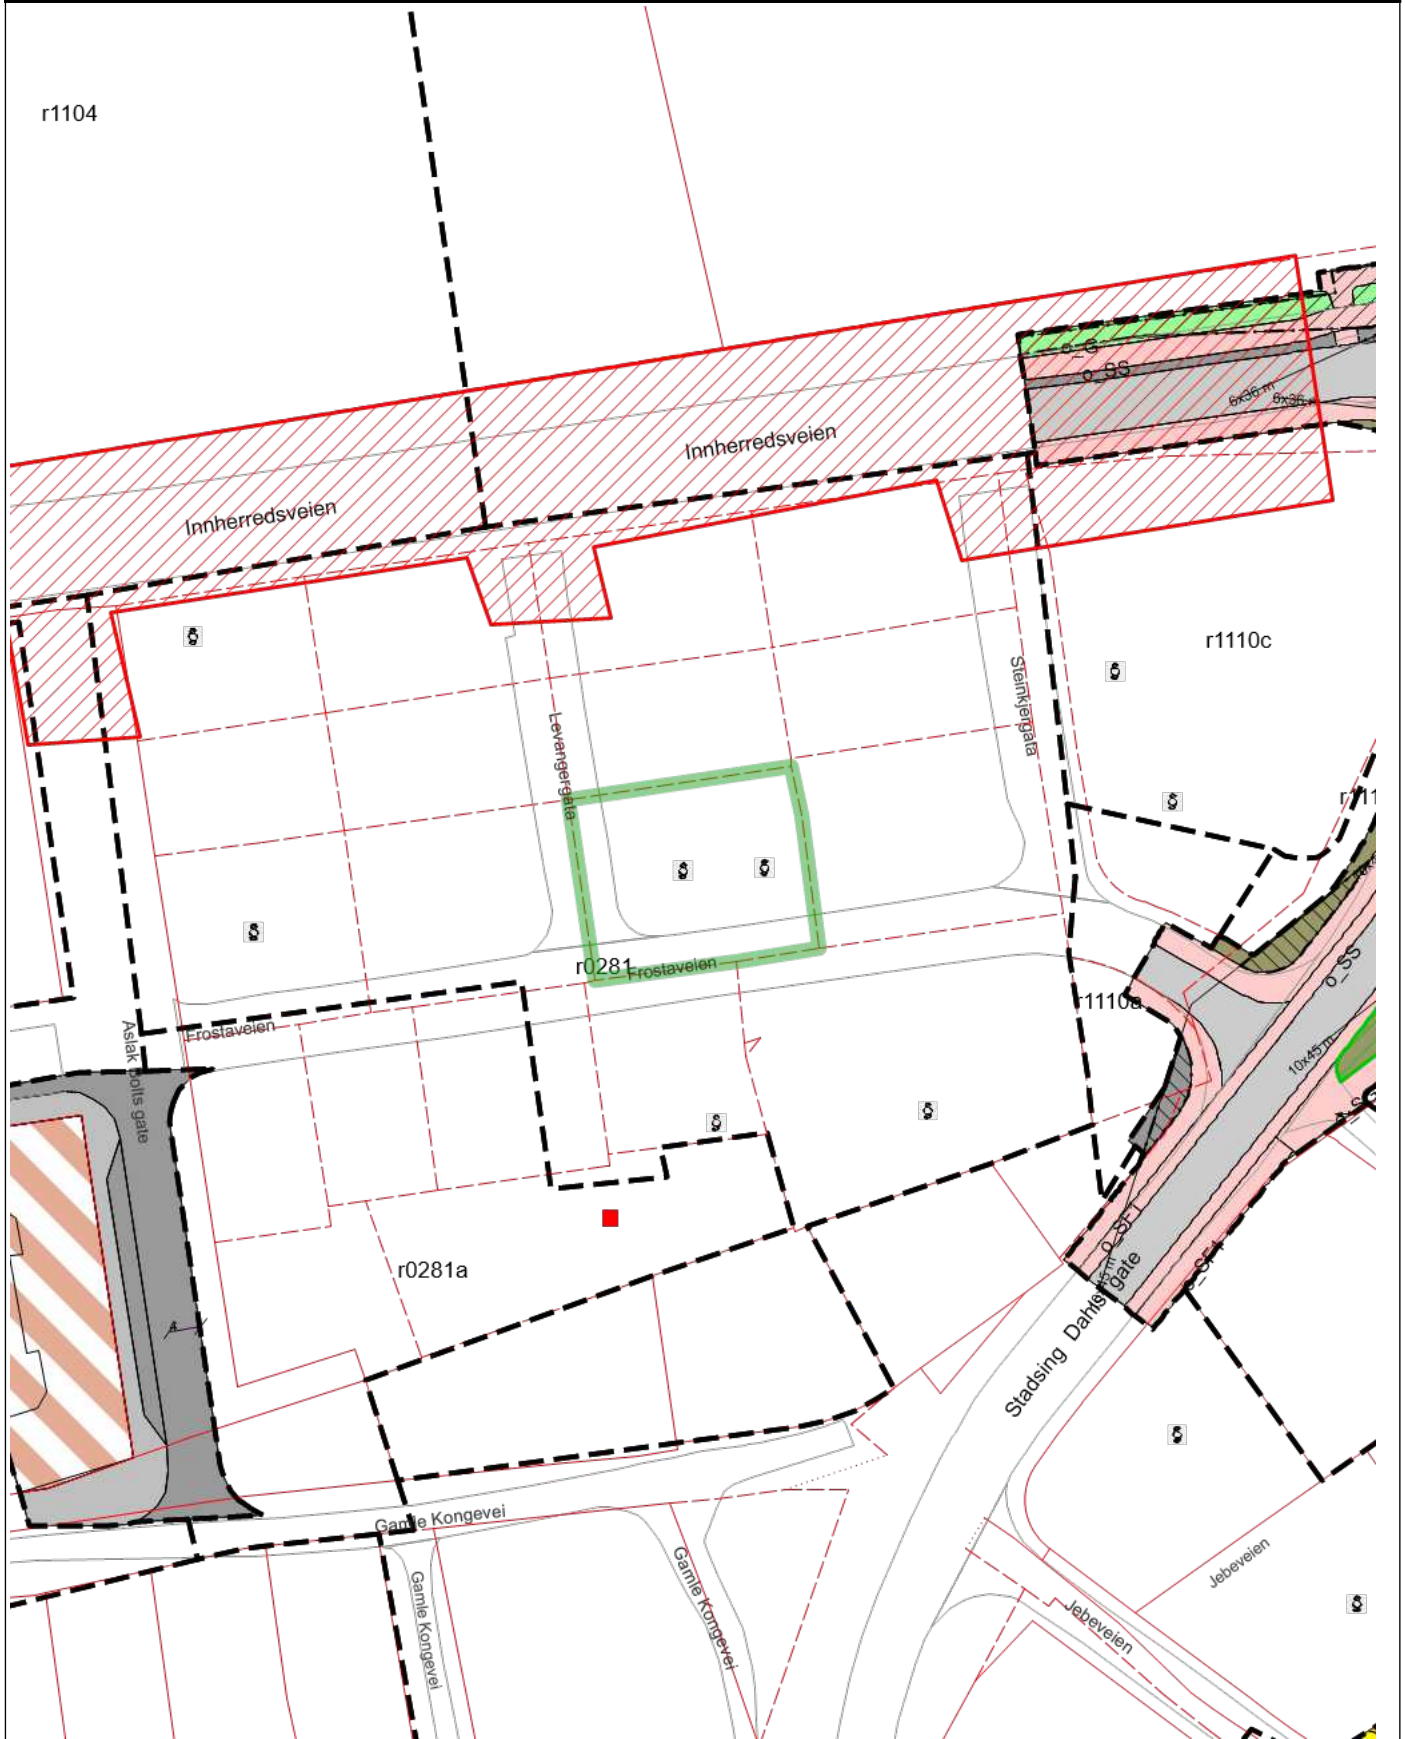 r1104
o_G
o_SS
6x36 m
Innherredsveien
Innherredsveien
r1110c
Steinkjergata
Levangergata
r0281
Frostaveien
Frostaveien
r1110a
o_SS
10x45 m
Aslak bolts gate
r0281a
o_SF1
o_SF1
Stadsing Dahls gate
Gamle Kongevei
Gamle Kongevei
Gamle Kongevei
Jebeveien
Jebeveien